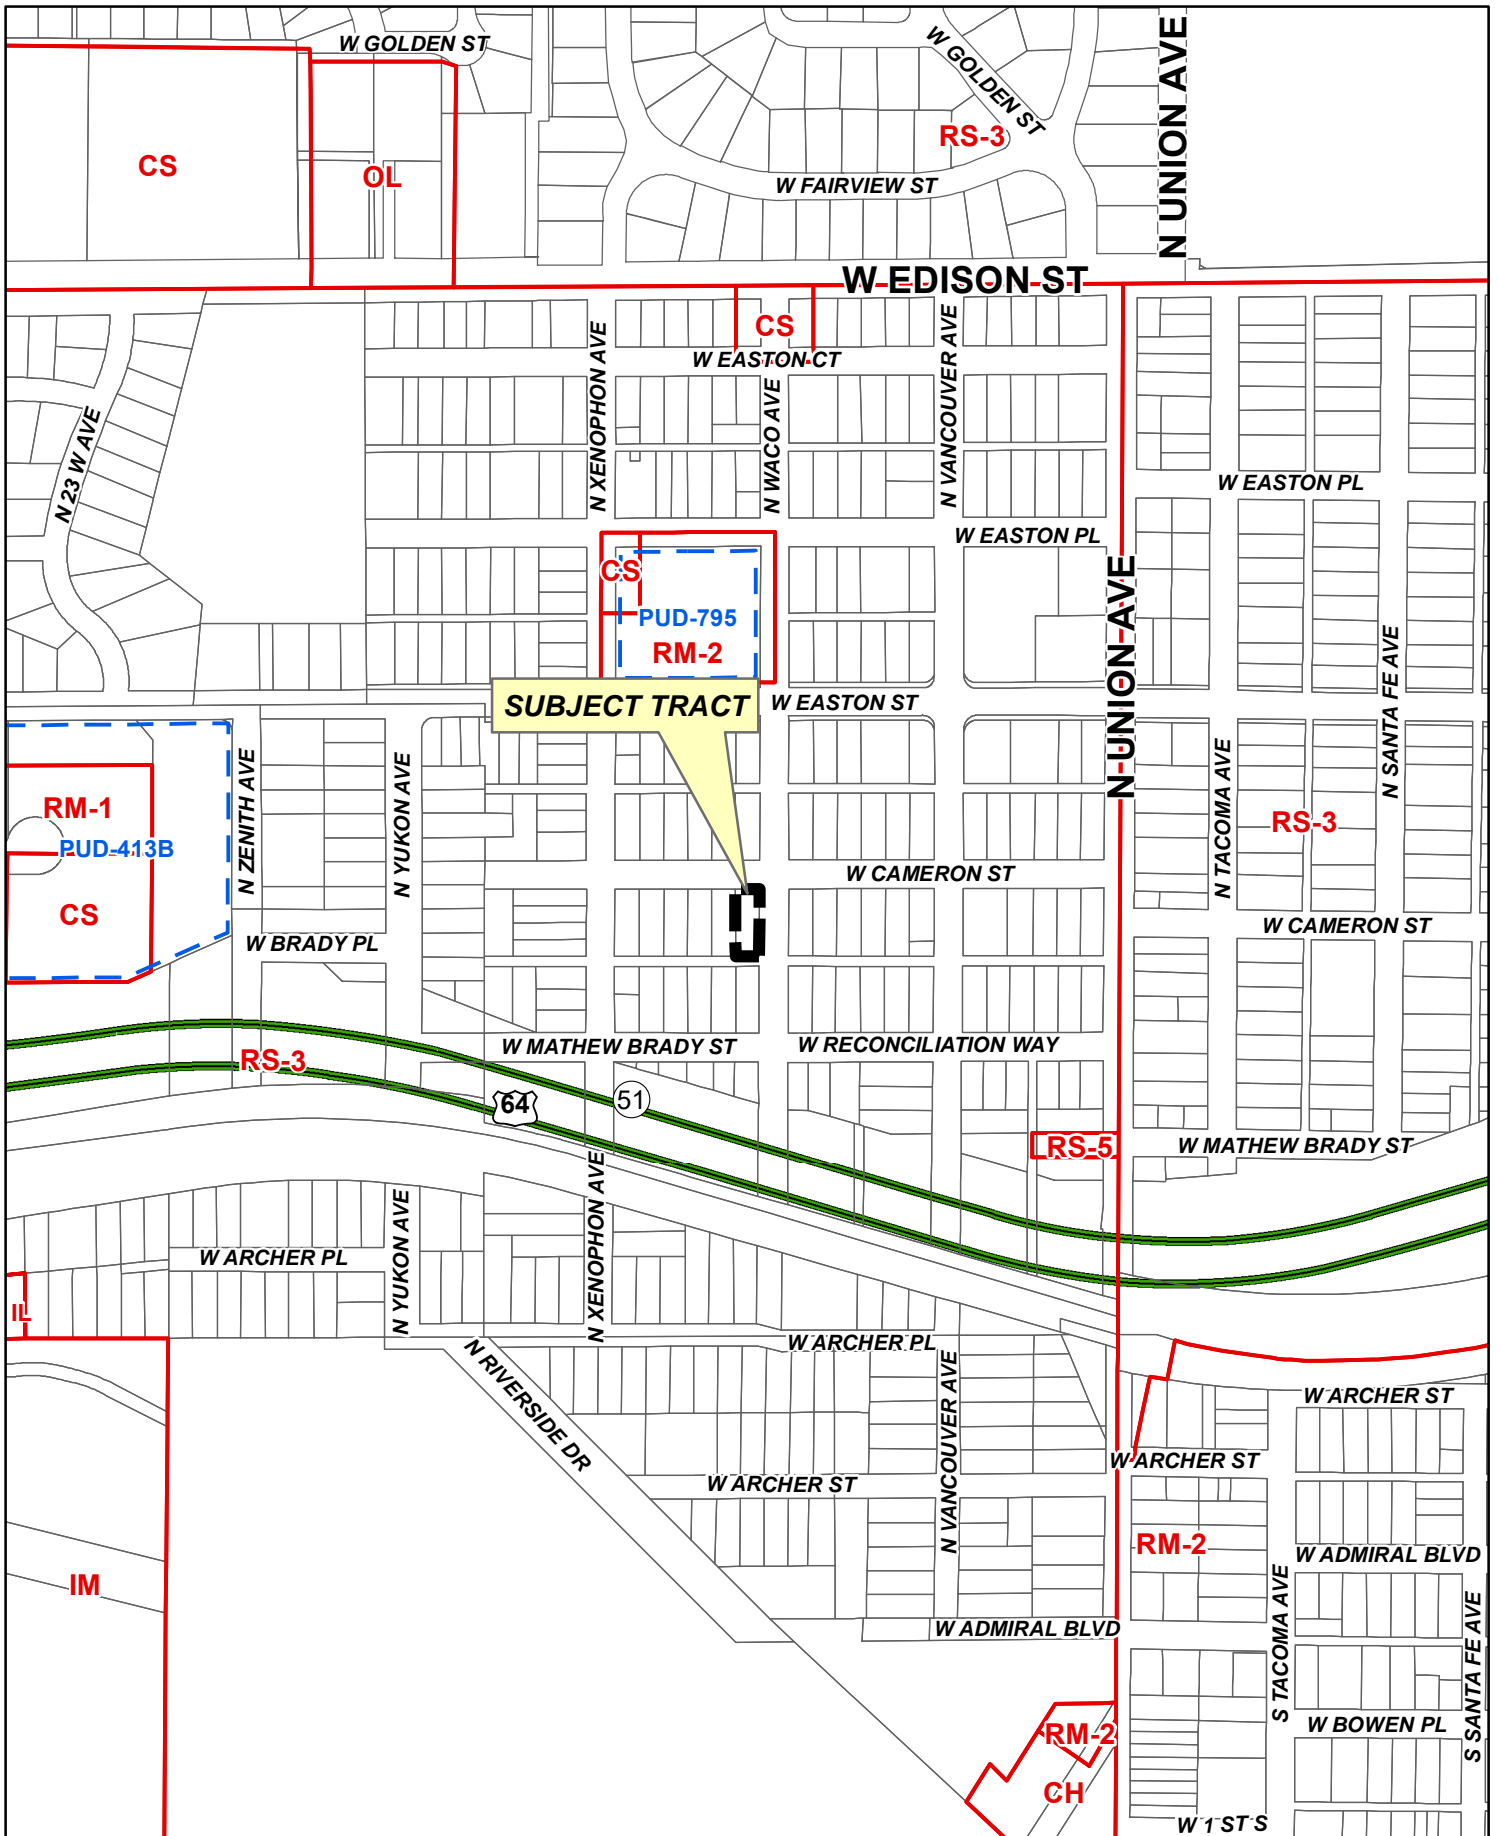 W GOLDEN ST
W GOLDEN ST
N UNION AVE
RS-3
CS
OL
W FAIRVIEW ST
W EDISON ST
CS
W EASTON CT
N XENOPHON AVE
N WACO AVE
N VANCOUVER AVE
N 23 W AVE
W EASTON PL
W EASTON PL
CS
PUD-795
RM-2
N UNION AVE
N SANTA FE AVE
SUBJECT TRACT
W EASTON ST
N ZENITH AVE
N YUKON AVE
N TACOMA AVE
RM-1
PUD-413B
RS-3
CS
W CAMERON ST
W CAMERON ST
W BRADY PL
W MATHEW BRADY ST
W RECONCILIATION WAY
RS-3
64
51
RS-5
W MATHEW BRADY ST
N YUKON AVE
N XENOPHON AVE
W ARCHER PL
IL
W ARCHER PL
N RIVERSIDE DR
N VANCOUVER AVE
W ARCHER ST
W ARCHER ST
W ARCHER ST
RM-2
W ADMIRAL BLVD
IM
S TACOMA AVE
S SANTA FE AVE
W ADMIRAL BLVD
RM-2
W BOWEN PL
CH
W 1 ST S